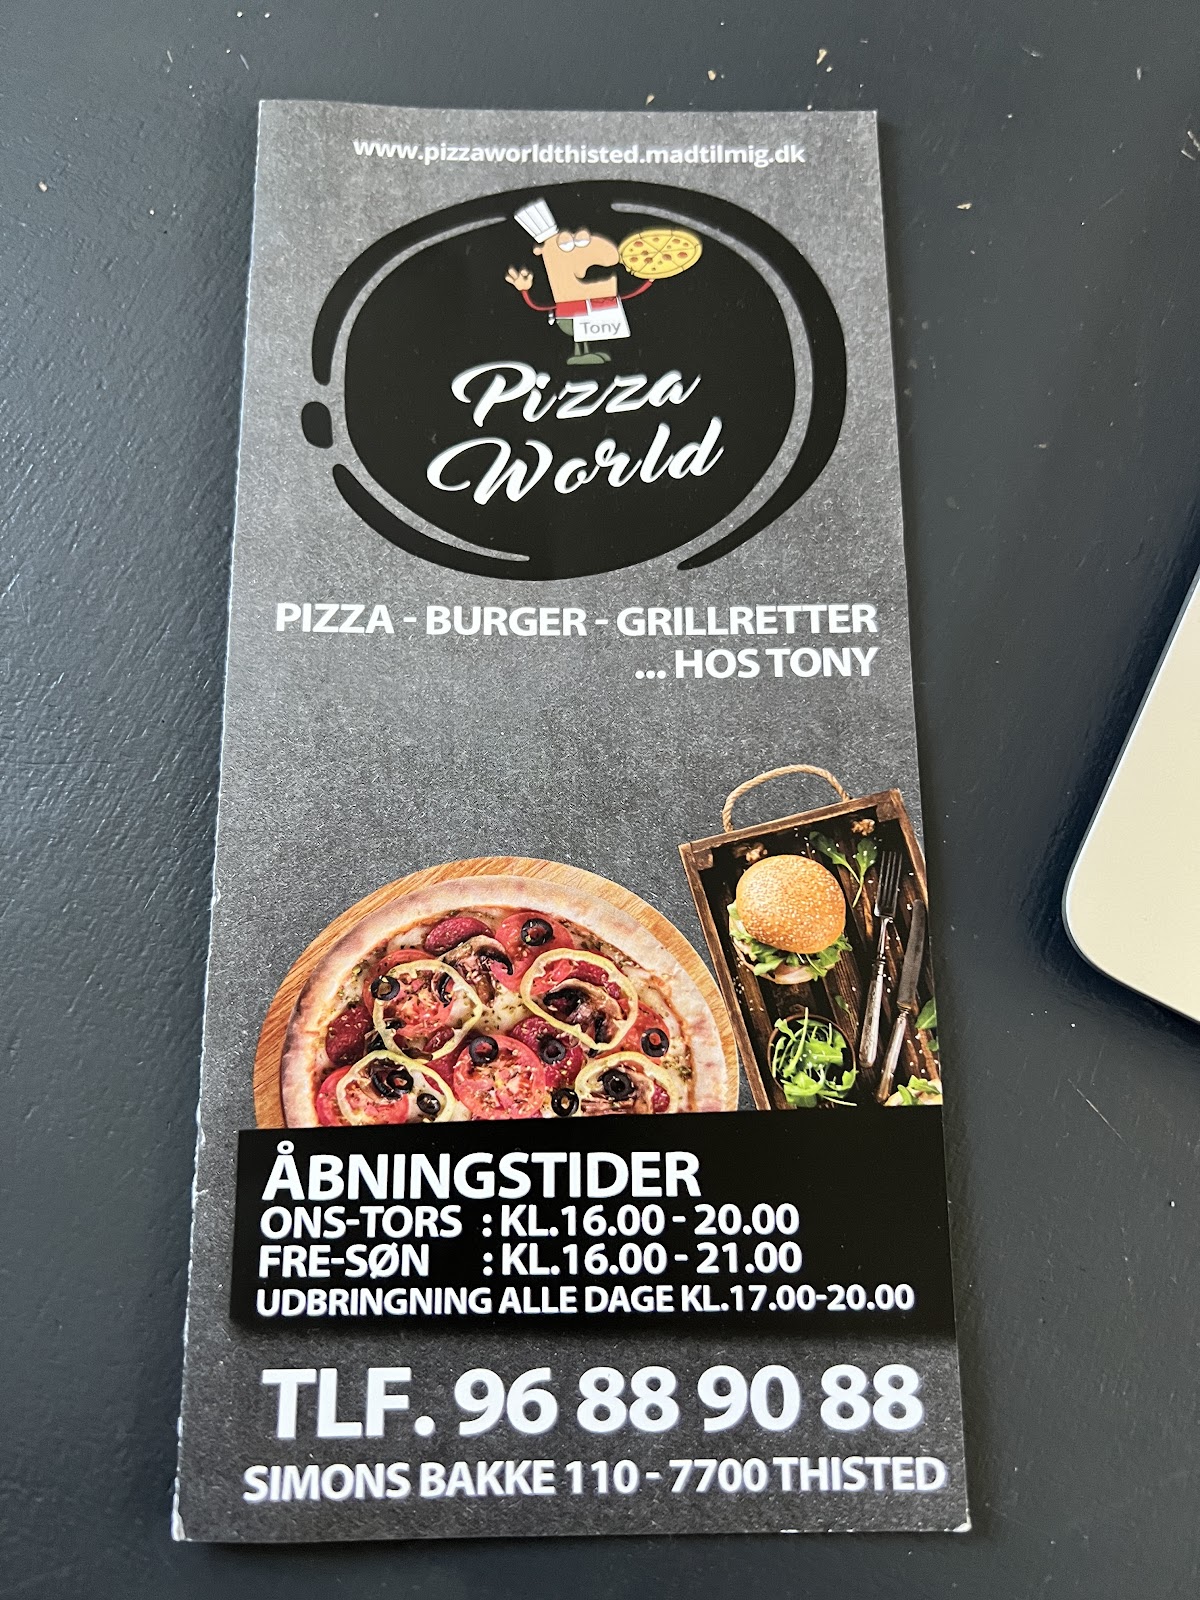 www.pizzaworldthisted.madtilmig.dk
Tony
Pizza
World
PIZZA - BURGER - GRILLRETTER
... HOS TONY
ÅBNINGSTIDER
ONS-TORS : KL.16.00 - 20.00
FRE-SØN : KL.16.00 - 21.00
UDBRINGNING ALLE DAGE KL.17.00-20.00
TLF. 96 88 90 88
SIMONS BAKKE 110 - 7700 THISTED